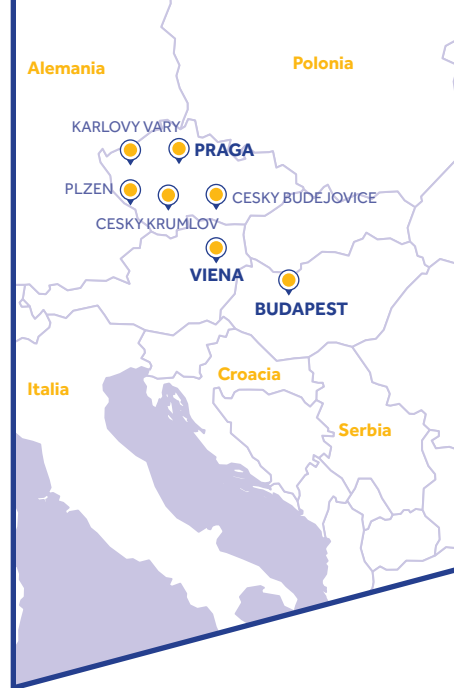 Polonia
Alemania
KARLOVY VARY
PRAGA
PLZEN
CESKY BUDEJOVICE
CESKY KRUMLOV
VIENA
BUDAPEST
Croacia
Italia
Serbia